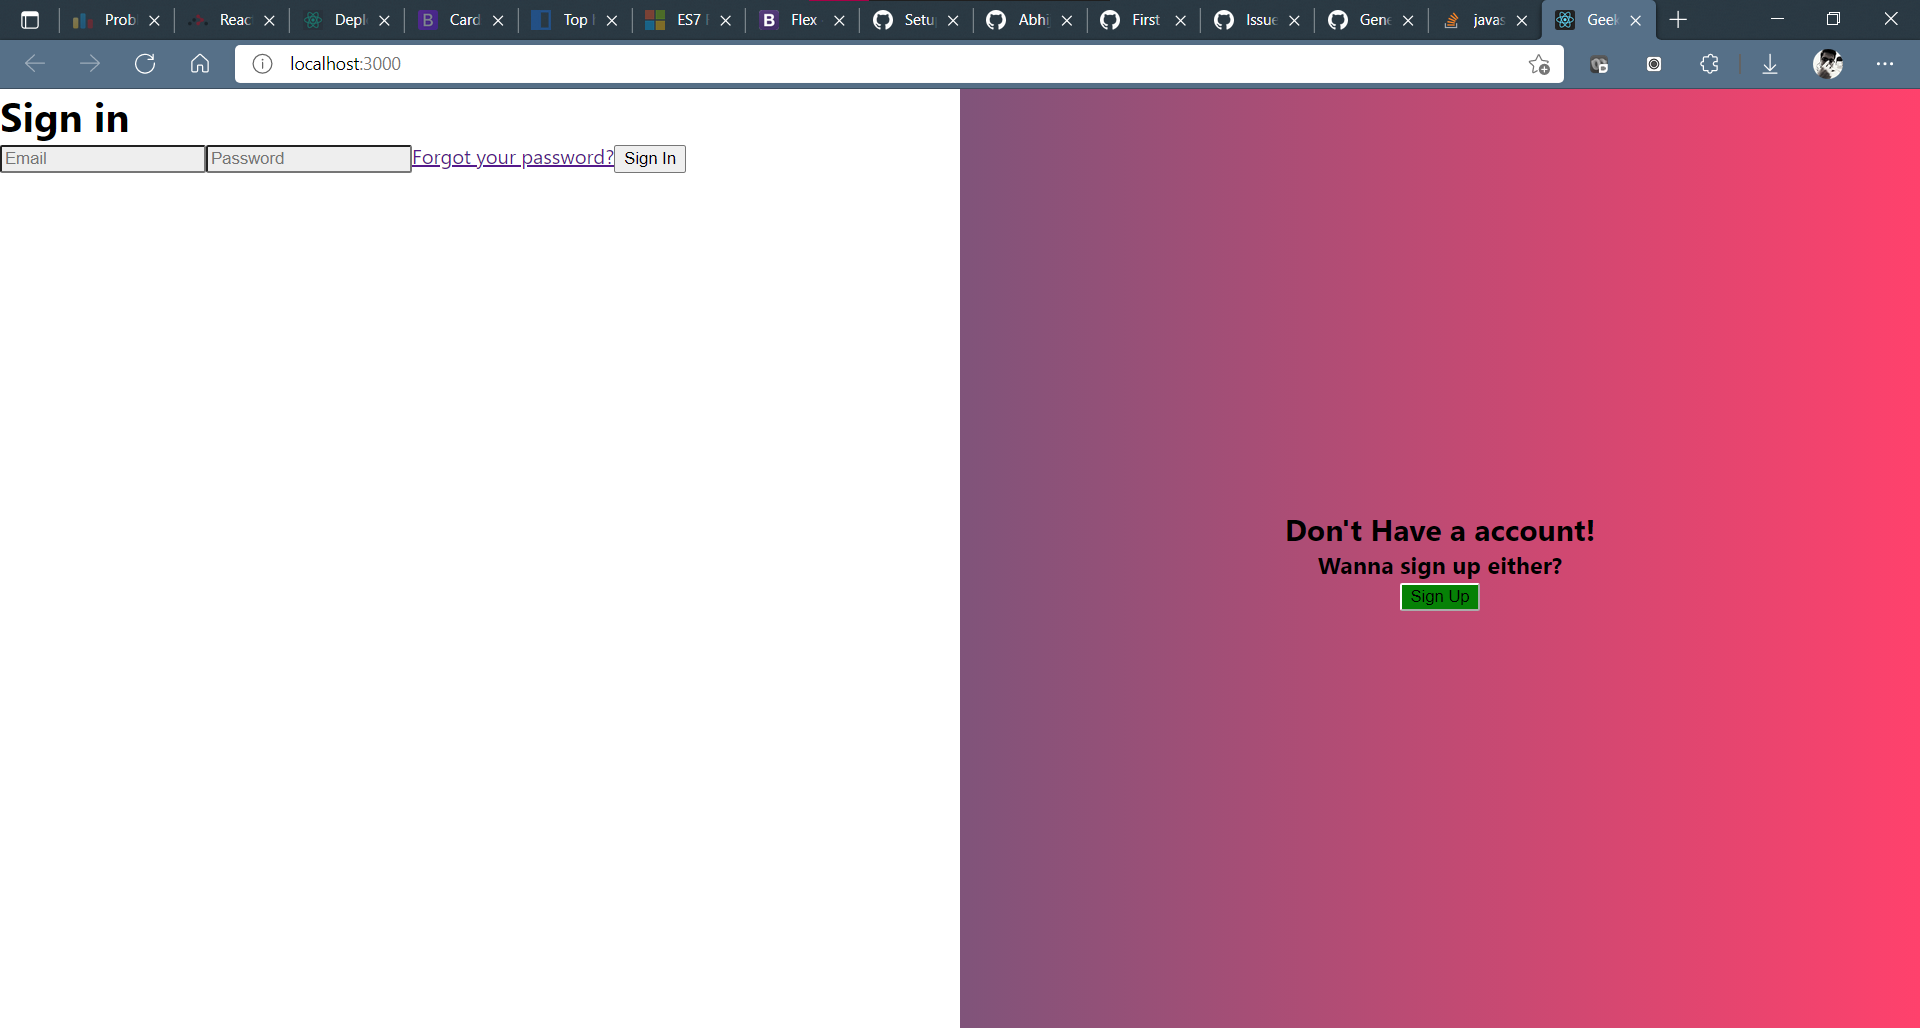 Prob
Reac
Depl
Card
Top
ES7
Flex
Setu
Abhi
First
Issue
Gene
javas
Geek
localhost:3000
Sign in
Email Password Forgot your password? Sign In
Don't Have a account!
Wanna sign up either?
Sign Up